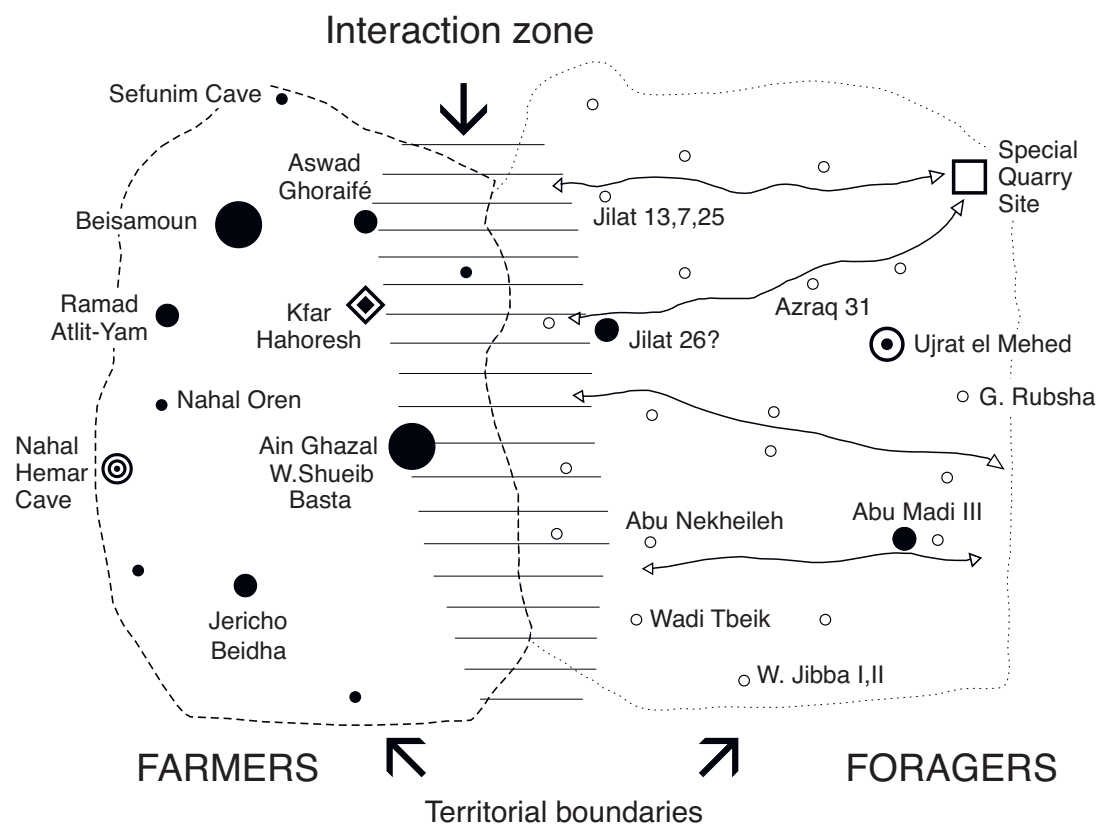 Interaction zone
Sefunim Cave
Aswad
Ghoraifé
Special
Quarry
Site
Beisamoun
Jilat 13,7,25
Ramad
Atlit-Yam
Kfar
Hahoresh
Azraq 31
Jilat 26?
Ujrat el Mehed
Nahal Oren
G. Rubsha
Nahal
Hemar
Cave
Ain Ghazal
W.Shueib
Basta
Abu Nekheileh
Abu Madi III
Jericho
Beidha
Wadi Tbeik
W. Jibba I,II
FARMERS
FORAGERS
Territorial boundaries